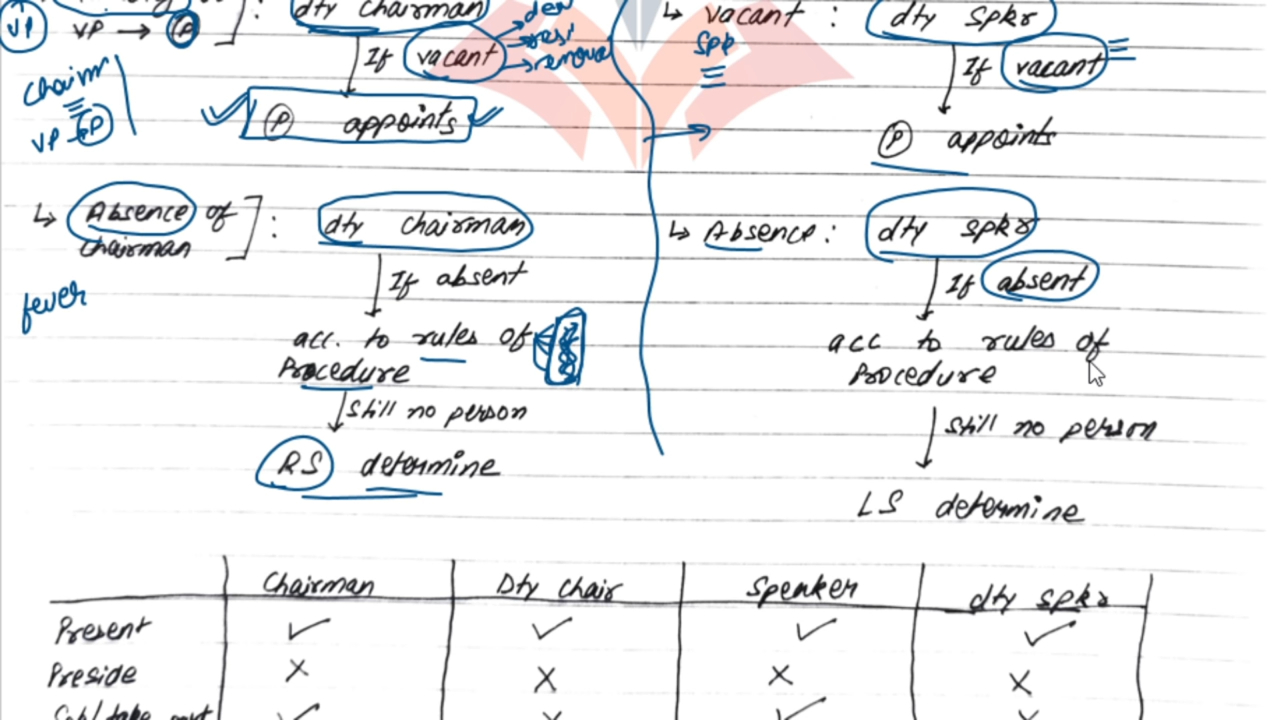 VP VP → P ] : dty Chairman
dea
resi
removal
If vacant
Chairm
VP → P
P appoints
↳ Absence of ] : dty Chairman
Chairman
If absent
fever
acc. to rules of
Procedure
Still no person
RS determine
↳ vacant : dty Spkr
SPP
If vacant
P appoints
↳ Absence : dty Spkr
If absent
acc to rules of
Procedure
Still no person
LS determine
Chairman Dty Chair Speaker dty spkr
Present ✓ ✓ ✓ ✓
Preside X X X X